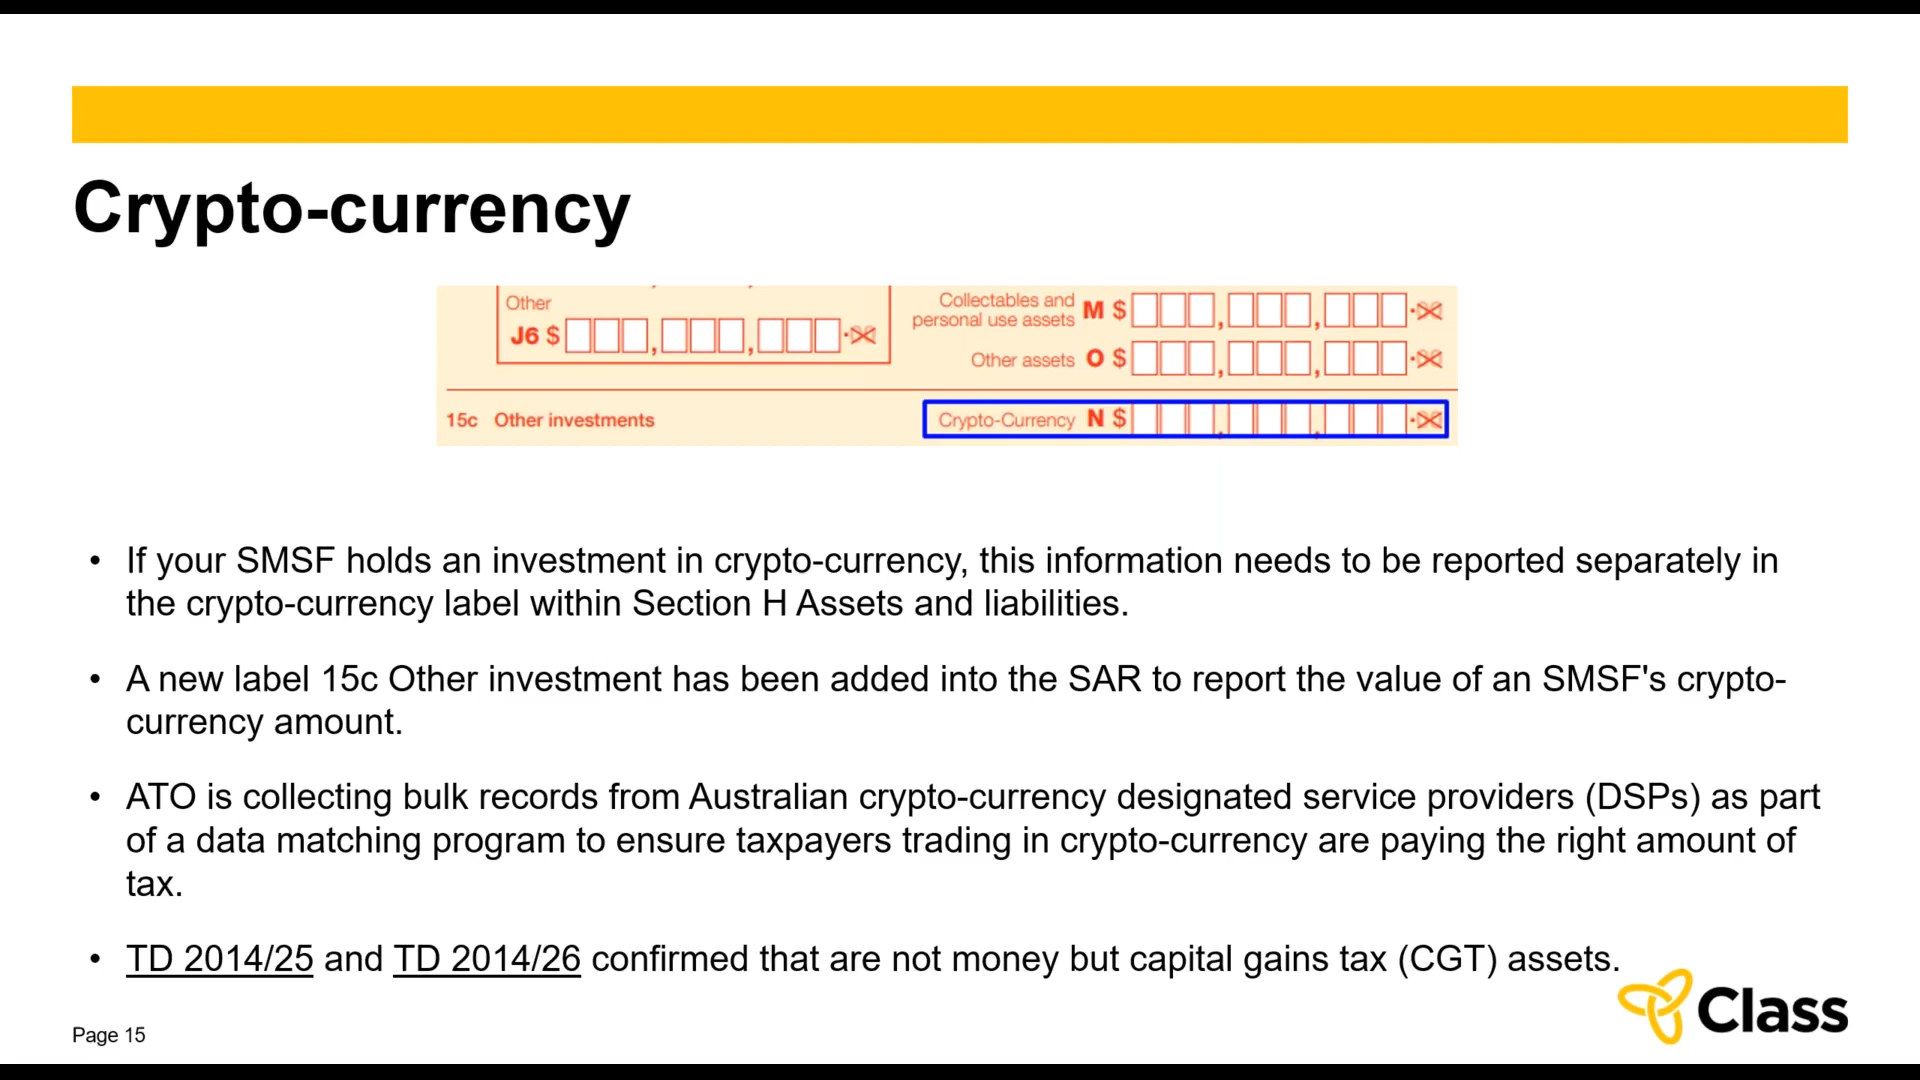 Crypto-currency
Other
J6 $
Collectables and
personal use assets M $
Other assets O $
15c Other investments
Crypto-Currency N $
• If your SMSF holds an investment in crypto-currency, this information needs to be reported separately in
the crypto-currency label within Section H Assets and liabilities.
• A new label 15c Other investment has been added into the SAR to report the value of an SMSF's crypto-
currency amount.
• ATO is collecting bulk records from Australian crypto-currency designated service providers (DSPs) as part
of a data matching program to ensure taxpayers trading in crypto-currency are paying the right amount of
tax.
• TD 2014/25 and TD 2014/26 confirmed that are not money but capital gains tax (CGT) assets.
Page 15
Class